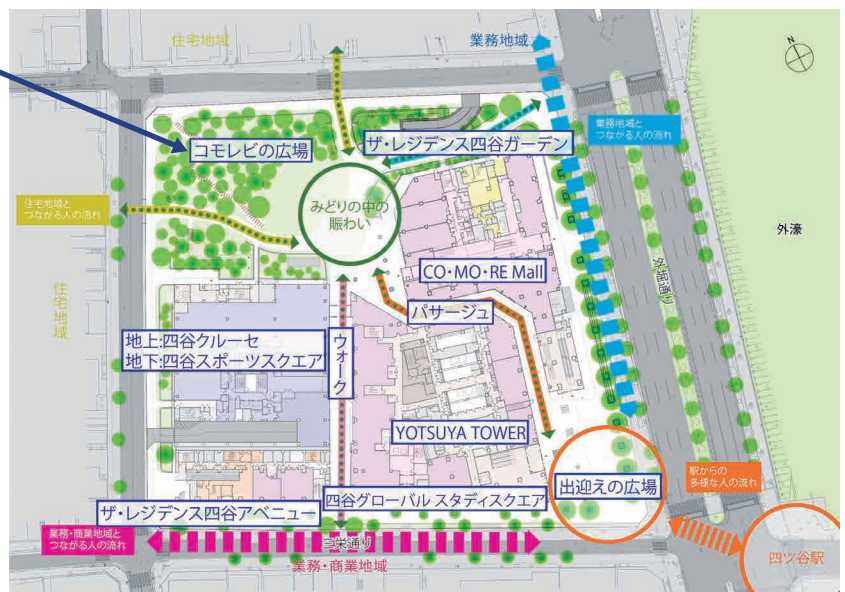 住宅地域
業務地域
N
コモレビの広場
ザ・レジデンス四谷ガーデン
業務地域と
つながる人の流れ
みどりの中の
賑わい
住宅地域と
つながる人の流れ
外濠
外堀通り
CO・MO・RE Mall
住宅地域
パサージュ
地上:四谷クルーセ
地下:四谷スポーツスクエア
ウォーク
YOTSUYA TOWER
出迎えの広場
駅からの
多様な人の流れ
四谷グローバル スタディスクエア
ザ・レジデンス四谷アベニュー
業務・商業地域と
つながる人の流れ
三栄通り
業務・商業地域
四ツ谷駅